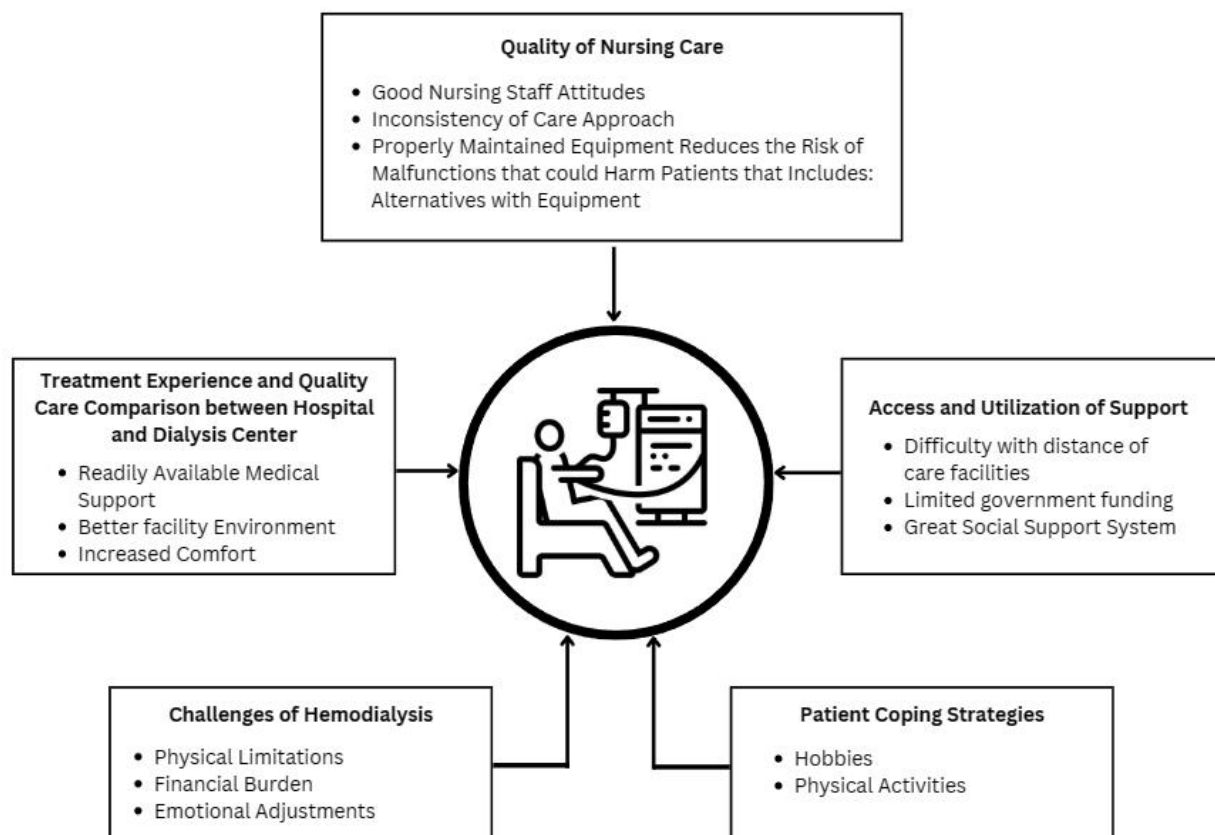 Quality of Nursing Care
• Good Nursing Staff Attitudes
• Inconsistency of Care Approach
• Properly Maintained Equipment Reduces the Risk of
Malfunctions that could Harm Patients that Includes:
Alternatives with Equipment
Treatment Experience and Quality
Care Comparison between Hospital
and Dialysis Center
• Readily Available Medical
Support
• Better facility Environment
• Increased Comfort
Access and Utilization of Support
• Difficulty with distance of
care facilities
• Limited government funding
• Great Social Support System
Challenges of Hemodialysis
• Physical Limitations
• Financial Burden
• Emotional Adjustments
Patient Coping Strategies
• Hobbies
• Physical Activities